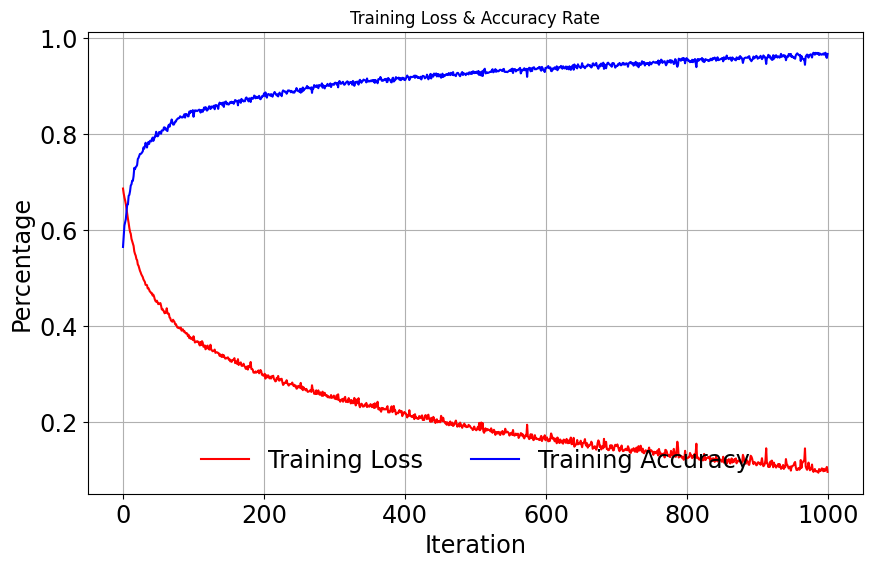 Training Loss & Accuracy Rate
1.0
0.8
0.6
0.4
0.2
Percentage
Training Loss Training Accuracy
0 200 400 600 800 1000
Iteration